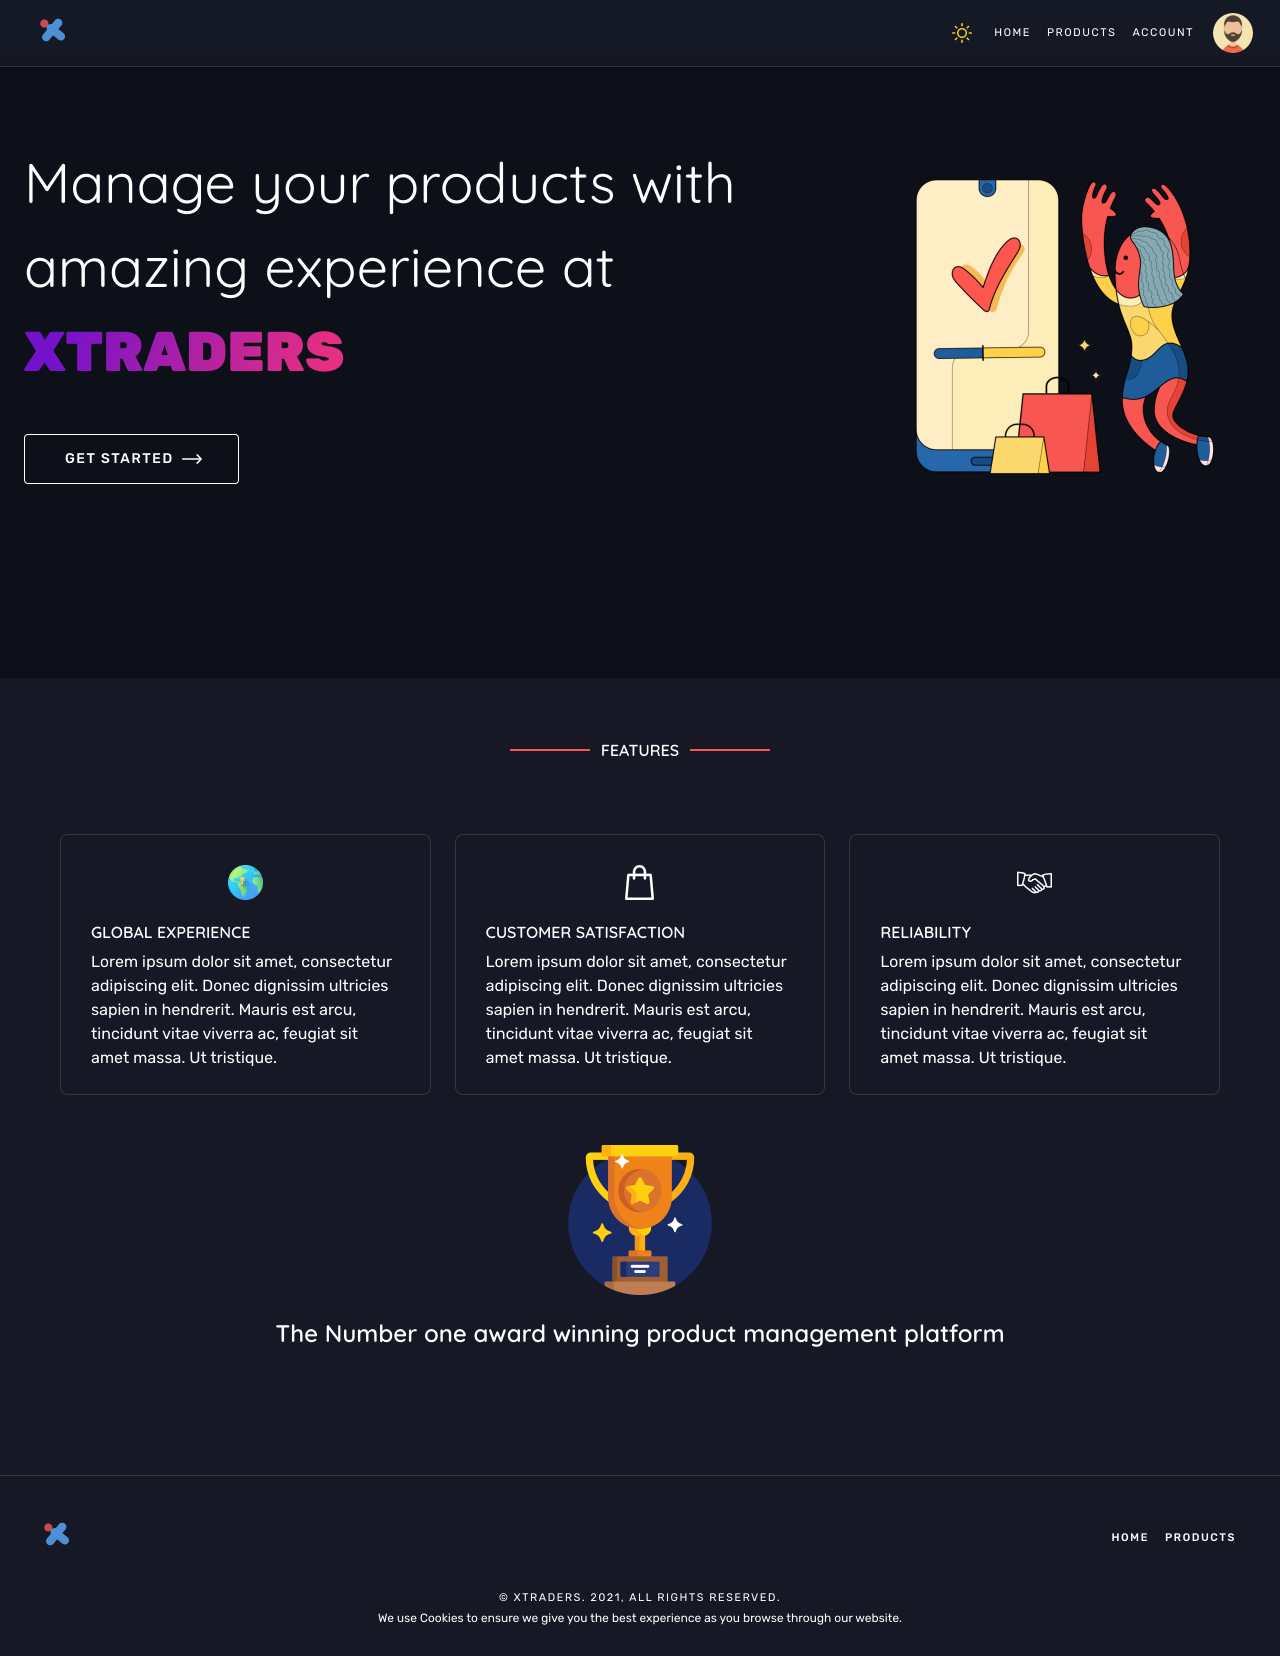 HOME PRODUCTS ACCOUNT
Manage your products with
amazing experience at
XTRADERS
GET STARTED
FEATURES
GLOBAL EXPERIENCE
Lorem ipsum dolor sit amet, consectetur
adipiscing elit. Donec dignissim ultricies
sapien in hendrerit. Mauris est arcu,
tincidunt vitae viverra ac, feugiat sit
amet massa. Ut tristique.
CUSTOMER SATISFACTION
Lorem ipsum dolor sit amet, consectetur
adipiscing elit. Donec dignissim ultricies
sapien in hendrerit. Mauris est arcu,
tincidunt vitae viverra ac, feugiat sit
amet massa. Ut tristique.
RELIABILITY
Lorem ipsum dolor sit amet, consectetur
adipiscing elit. Donec dignissim ultricies
sapien in hendrerit. Mauris est arcu,
tincidunt vitae viverra ac, feugiat sit
amet massa. Ut tristique.
The Number one award winning product management platform
HOME PRODUCTS
© XTRADERS. 2021, ALL RIGHTS RESERVED.
We use Cookies to ensure we give you the best experience as you browse through our website.